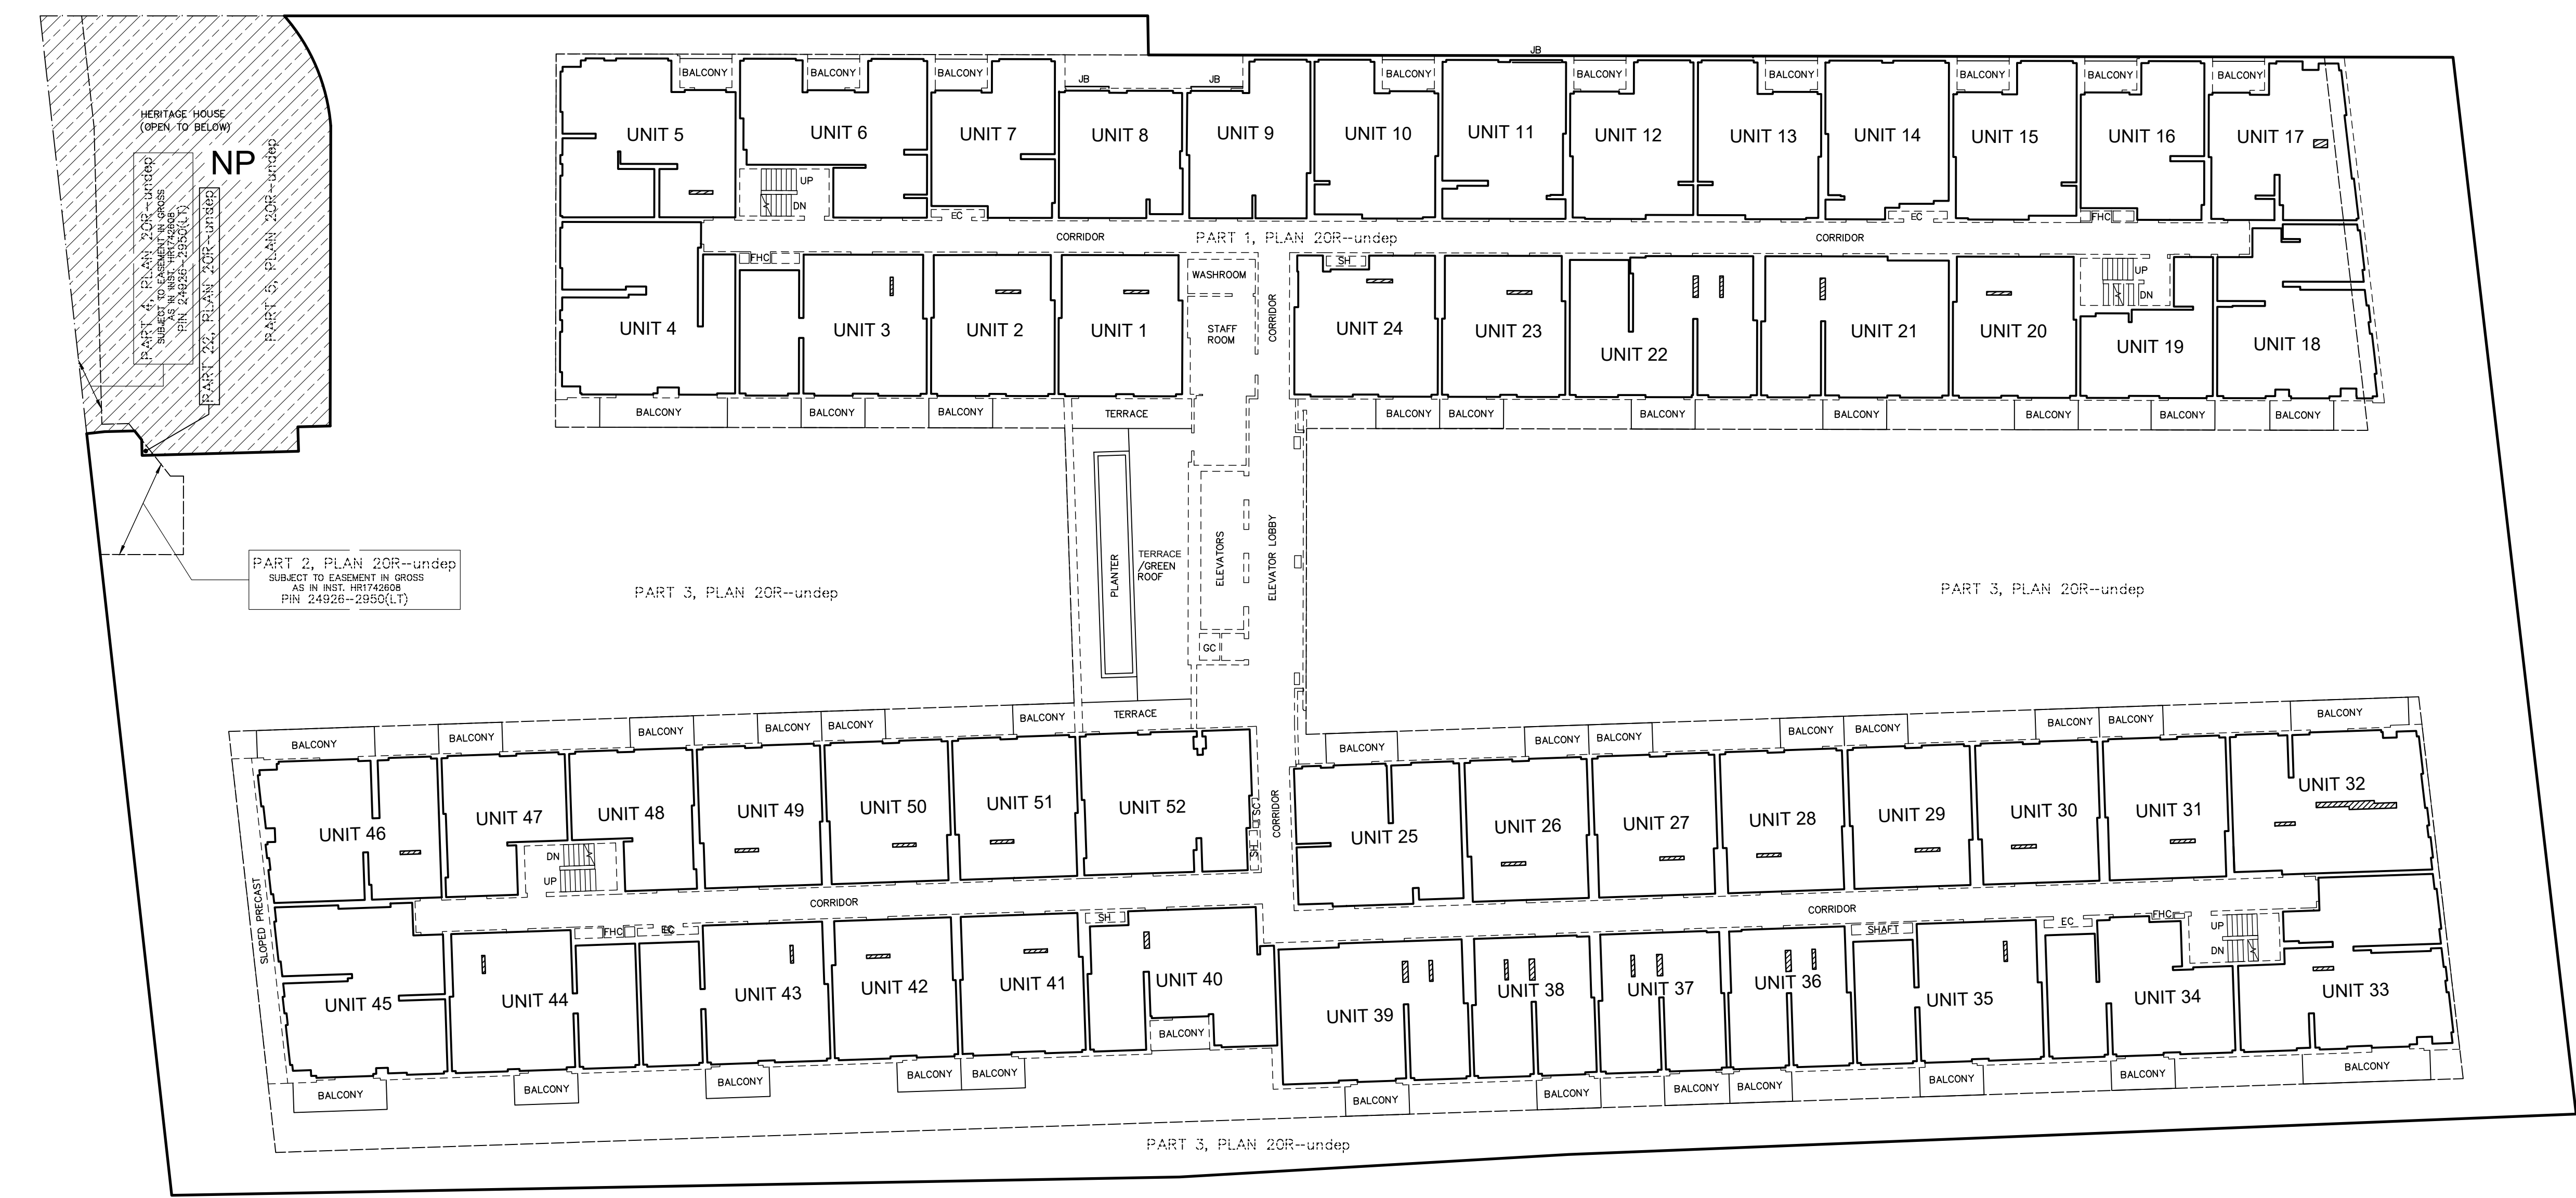 JB
BALCONY
BALCONY
BALCONY
JB
JB
BALCONY
BALCONY
BALCONY
BALCONY
BALCONY
BALCONY
HERITAGE HOUSE
(OPEN TO BELOW)
NP
PART 4, PLAN 20R--undep
SUBJECT TO EASEMENT IN GROSS
AS IN INST. HR1742608
PIN 24926--2950(LT)
PART 22, PLAN 20R--undep
PART 5, PLAN 20R--undep
UNIT 5
UNIT 6
UNIT 7
UNIT 8
UNIT 9
UNIT 10
UNIT 11
UNIT 12
UNIT 13
UNIT 14
UNIT 15
UNIT 16
UNIT 17
UP
DN
EC
EC
FHC
CORRIDOR
PART 1, PLAN 20R--undep
CORRIDOR
FHC
WASHROOM
SH
UP
DN
UNIT 4
UNIT 3
UNIT 2
UNIT 1
STAFF
ROOM
CORRIDOR
UNIT 24
UNIT 23
UNIT 22
UNIT 21
UNIT 20
UNIT 19
UNIT 18
BALCONY
BALCONY
BALCONY
TERRACE
BALCONY
BALCONY
BALCONY
BALCONY
BALCONY
BALCONY
BALCONY
PART 2, PLAN 20R--undep
SUBJECT TO EASEMENT IN GROSS
AS IN INST. HR1742608
PIN 24926--2950(LT)
PART 3, PLAN 20R--undep
PLANTER
TERRACE
/GREEN
ROOF
ELEVATORS
ELEVATOR LOBBY
GC
PART 3, PLAN 20R--undep
BALCONY
BALCONY
BALCONY
BALCONY
BALCONY
BALCONY
TERRACE
BALCONY
BALCONY
BALCONY
BALCONY
BALCONY
BALCONY
BALCONY
BALCONY
UNIT 46
UNIT 47
UNIT 48
UNIT 49
UNIT 50
UNIT 51
UNIT 52
SC
SH
CORRIDOR
UNIT 25
UNIT 26
UNIT 27
UNIT 28
UNIT 29
UNIT 30
UNIT 31
UNIT 32
DN
UP
SLOPED PRECAST
CORRIDOR
CORRIDOR
FHC
EC
SH
SHAFT
EC
FHC
UP
DN
UNIT 45
UNIT 44
UNIT 43
UNIT 42
UNIT 41
UNIT 40
UNIT 39
UNIT 38
UNIT 37
UNIT 36
UNIT 35
UNIT 34
UNIT 33
BALCONY
BALCONY
BALCONY
BALCONY
BALCONY
BALCONY
BALCONY
BALCONY
BALCONY
BALCONY
BALCONY
BALCONY
BALCONY
PART 3, PLAN 20R--undep